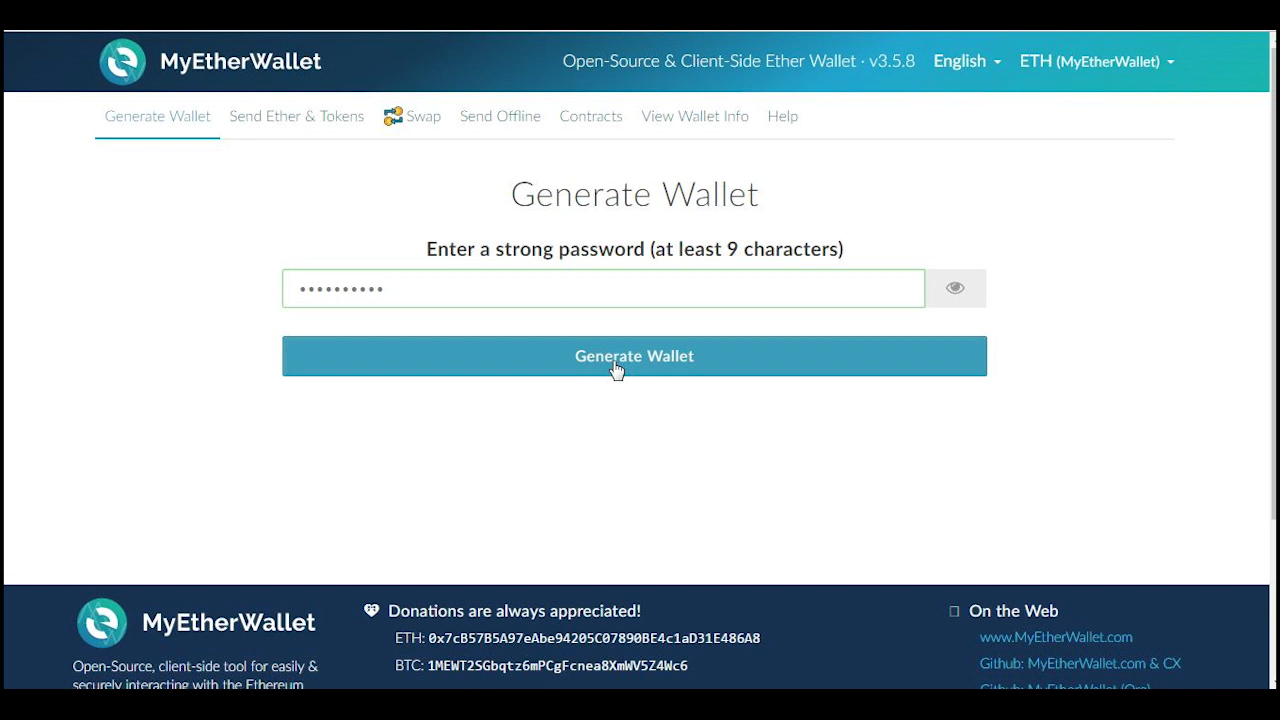 MyEtherWallet
Open-Source & Client-Side Ether Wallet · v3.5.8 English ETH (MyEtherWallet)
Generate Wallet Send Ether & Tokens Swap Send Offline Contracts View Wallet Info Help
Generate Wallet
Enter a strong password (at least 9 characters)
••••••••••
Generate Wallet
MyEtherWallet
Open-Source, client-side tool for easily &
securely interacting with the Ethereum
Donations are always appreciated!
ETH: 0x7cB57B5A97eAbe94205C07890BE4c1aD31E486A8
BTC: 1MEWT2SGbqtz6mPCgFcnea8XmWV5Z4Wc6
On the Web
www.MyEtherWallet.com
Github: MyEtherWallet.com & CX
Github: MyEtherWallet (Org)